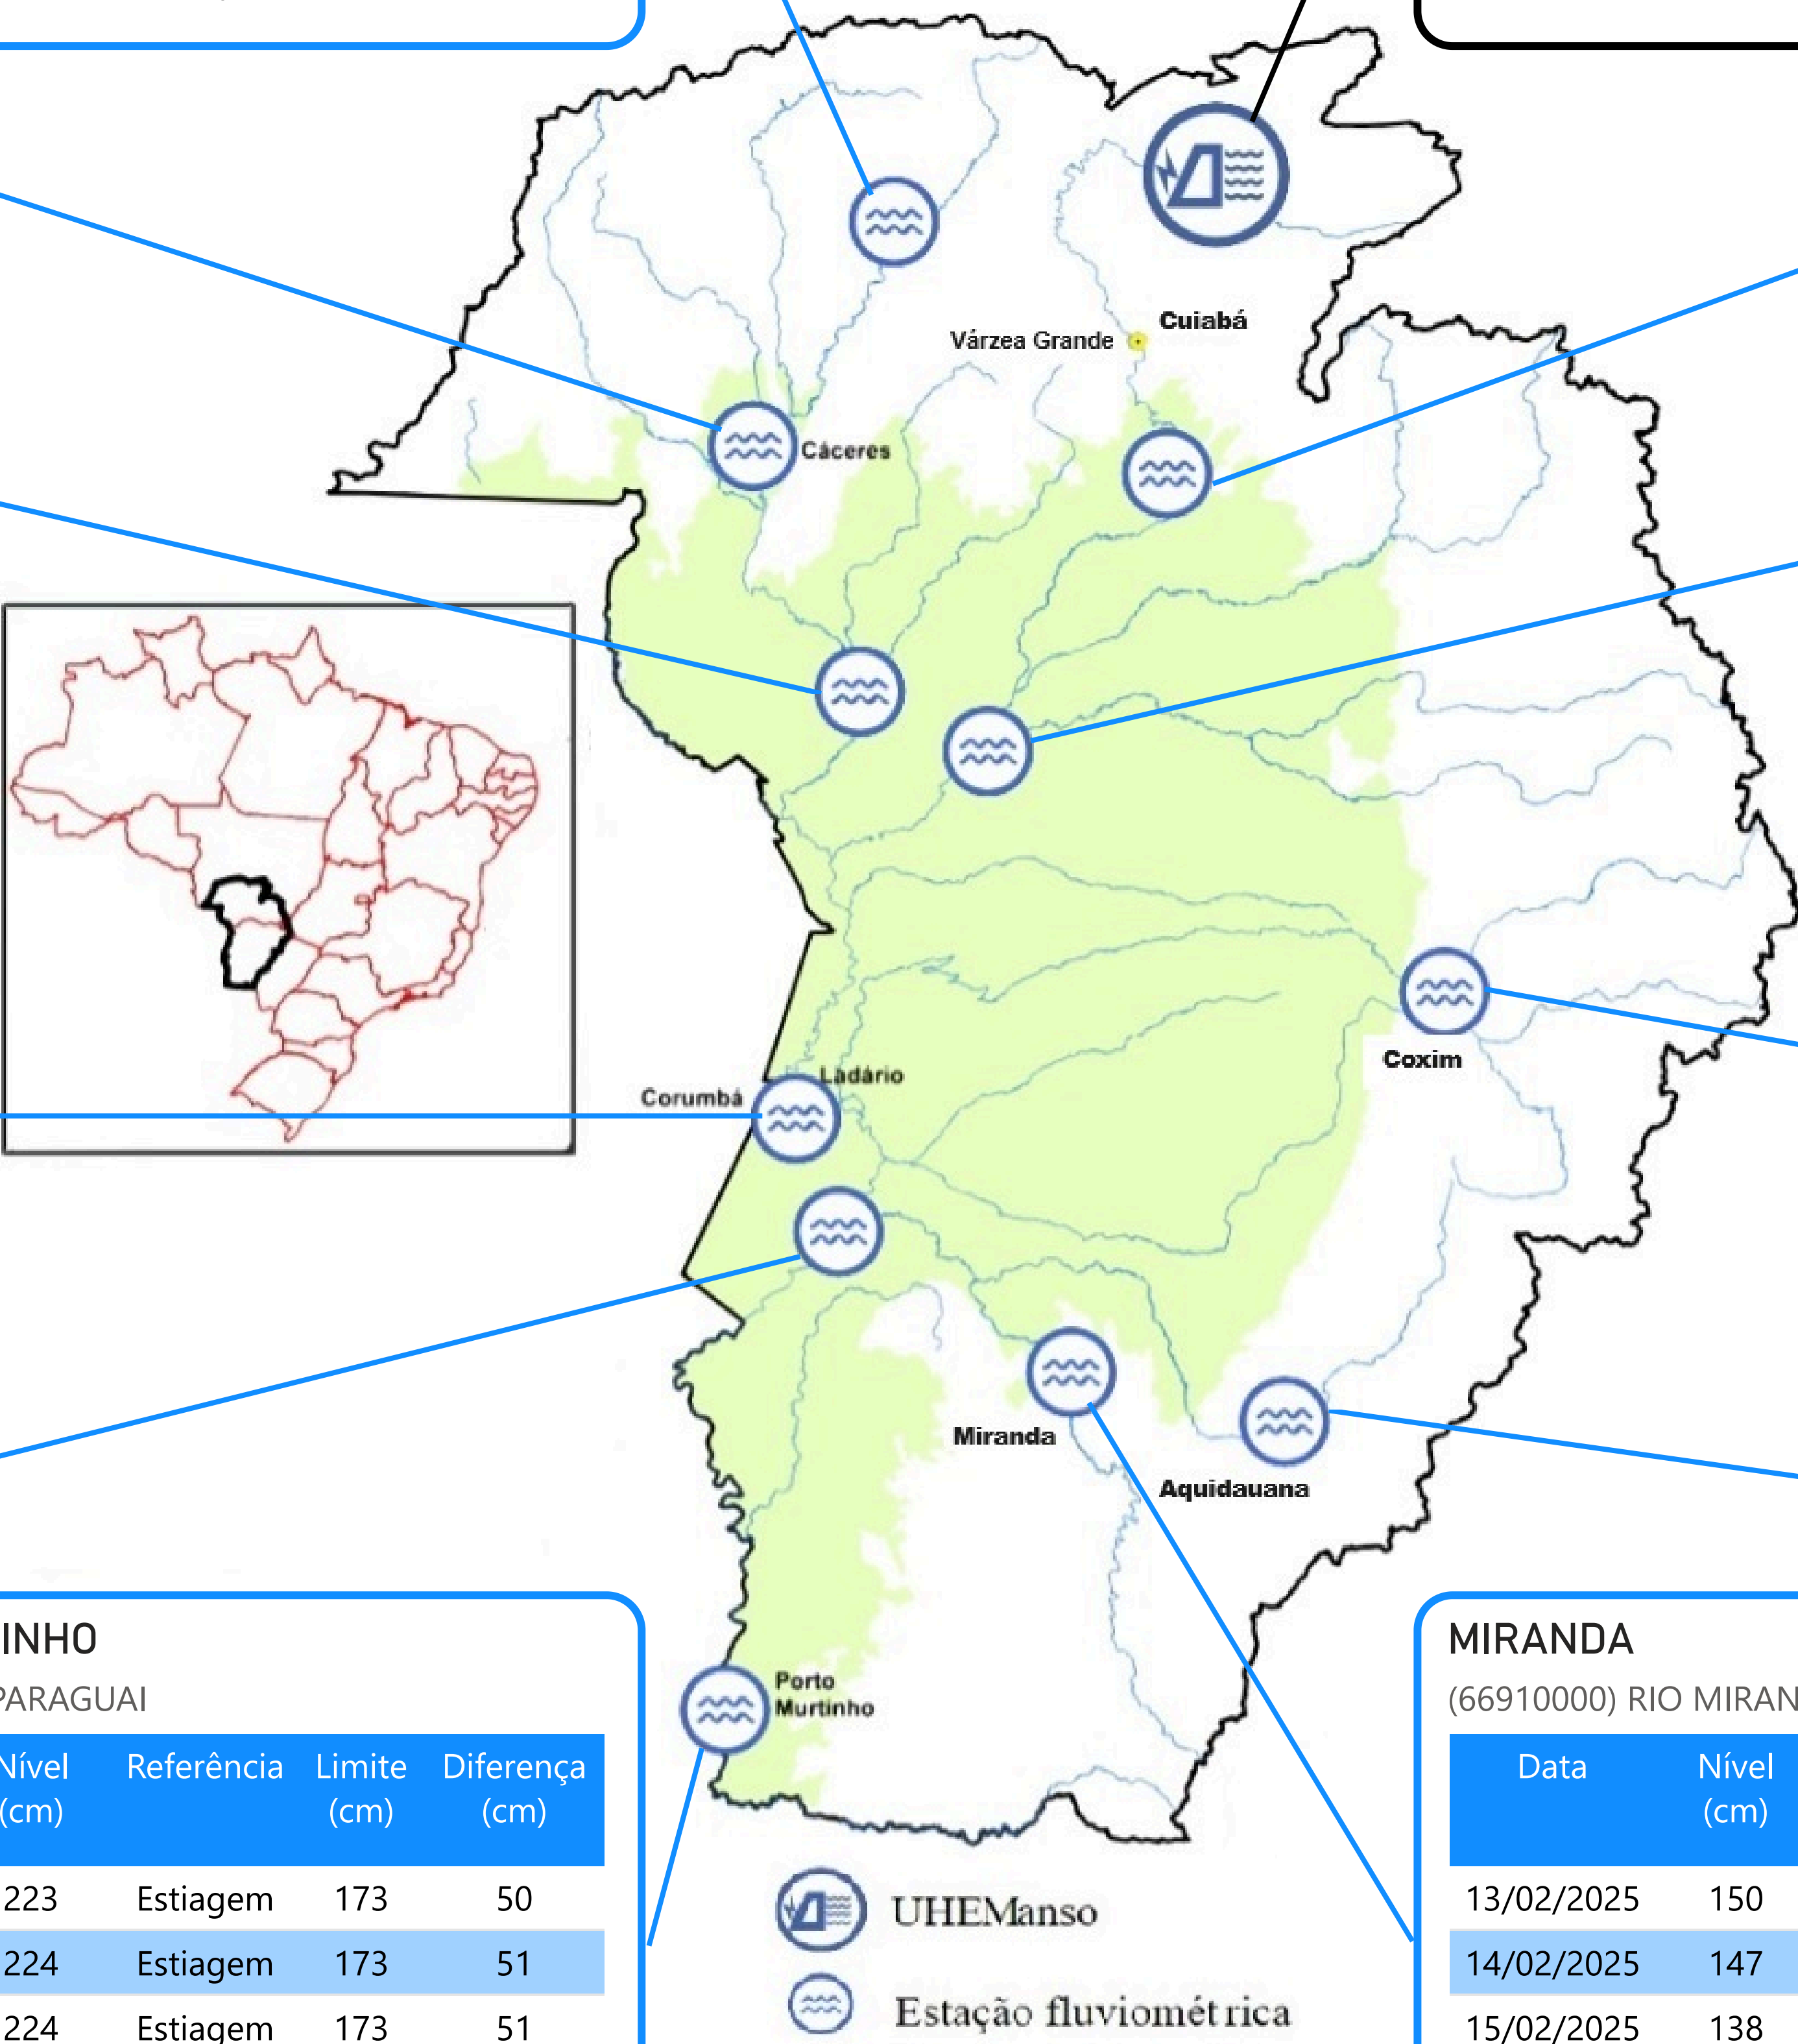 Cuiabá
Várzea Grande
Cáceres
Coxim
Ladário
Corumbá
Miranda
Aquidauana
Porto
Murtinho
INHO
PARAGUAI
Nível Referência Limite Diferença
(cm) (cm) (cm)
223 Estiagem 173 50
224 Estiagem 173 51
224 Estiagem 173 51
UHEManso
Estação fluviométrica
MIRANDA
(66910000) RIO MIRAN
Data Nível
(cm)
13/02/2025 150
14/02/2025 147
15/02/2025 138